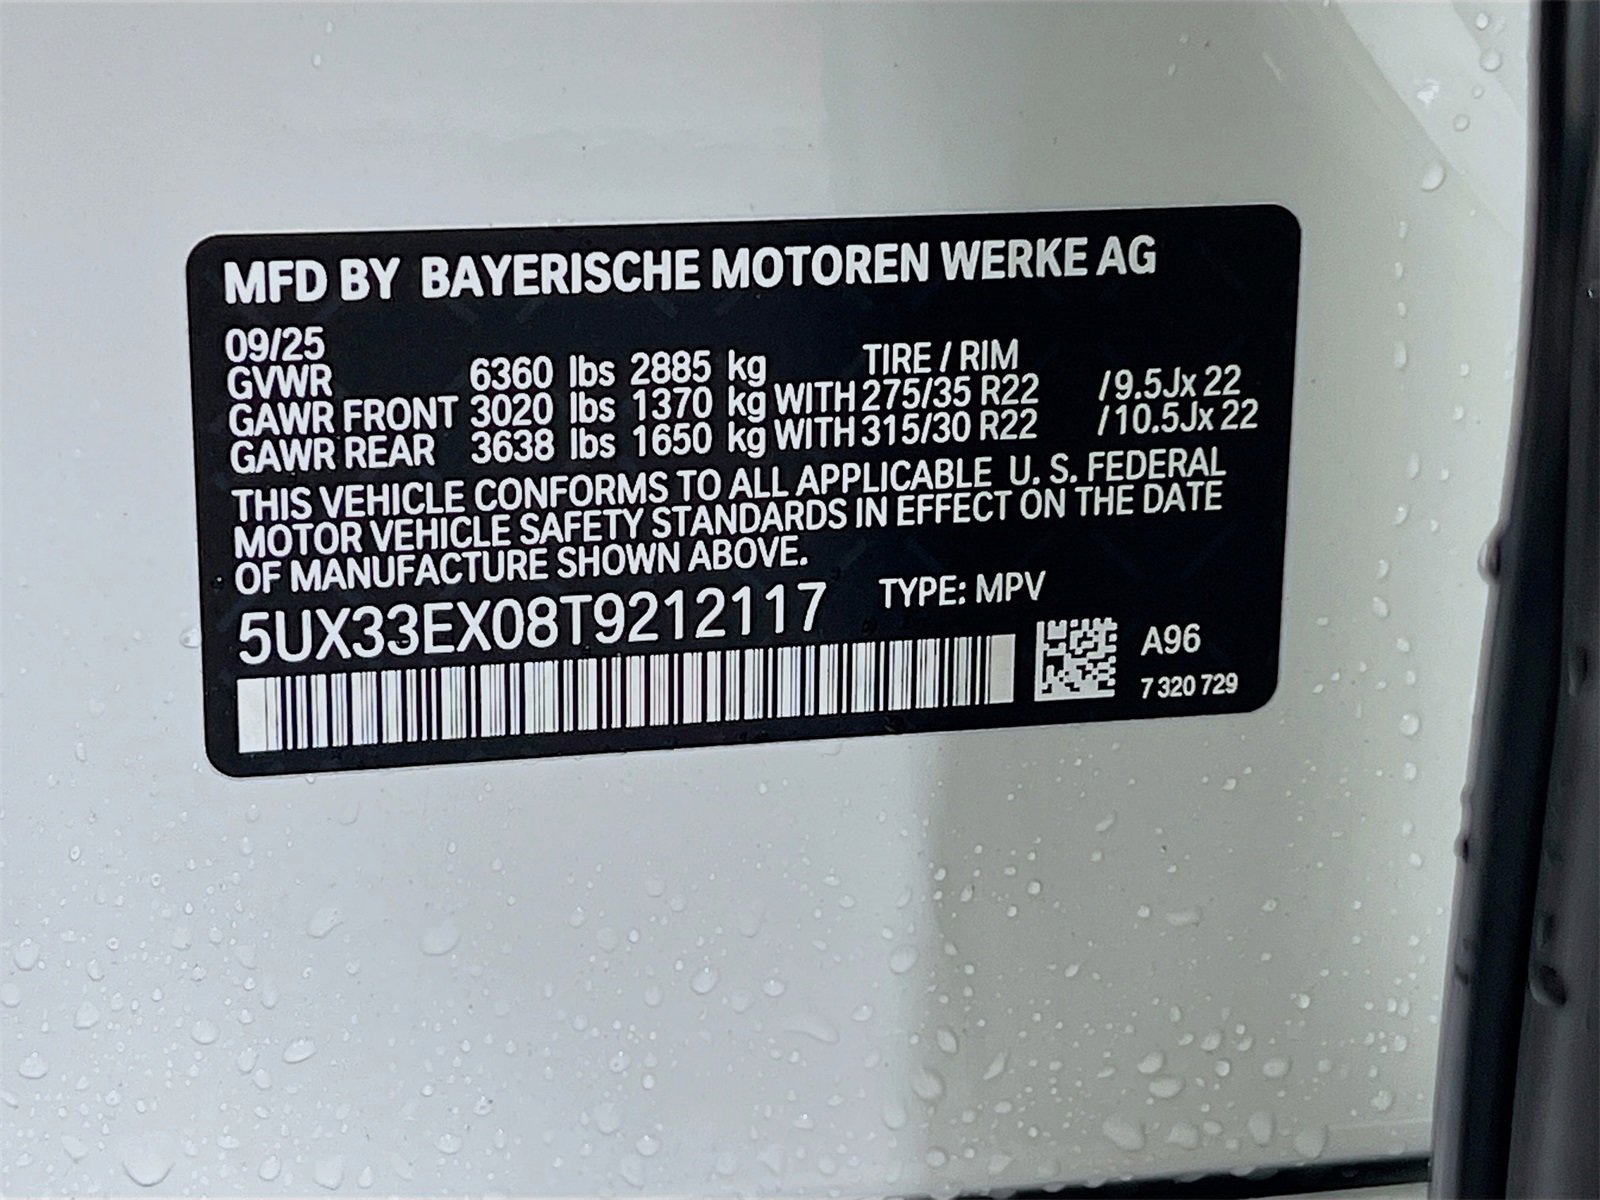 MFD BY BAYERISCHE MOTOREN WERKE AG
09/25
TIRE / RIM
GVWR 6360 lbs 2885 kg
GAWR FRONT 3020 lbs 1370 kg WITH 275/35 R22 /9.5Jx 22
GAWR REAR 3638 lbs 1650 kg WITH 315/30 R22 /10.5Jx 22
THIS VEHICLE CONFORMS TO ALL APPLICABLE U. S. FEDERAL
MOTOR VEHICLE SAFETY STANDARDS IN EFFECT ON THE DATE
OF MANUFACTURE SHOWN ABOVE.
5UX33EX08T9212117 TYPE: MPV
A96
7 320 729